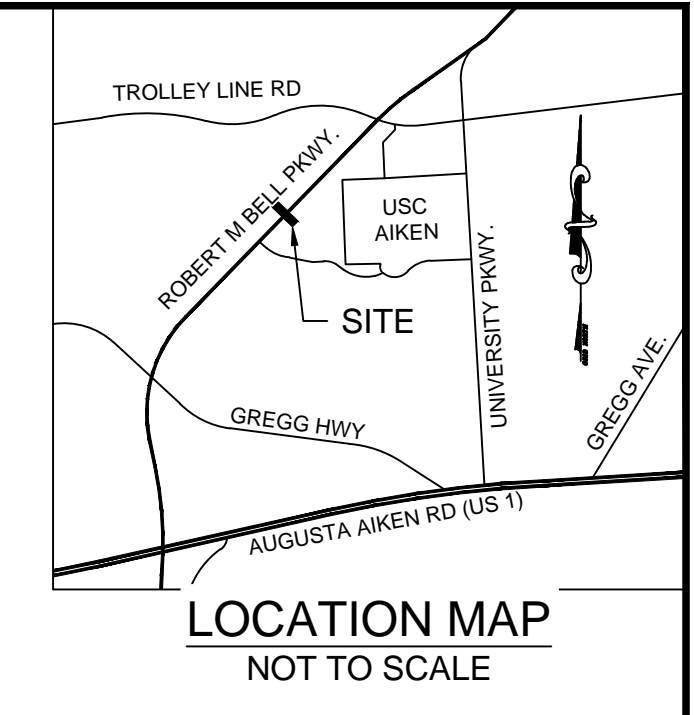 TROLLEY LINE RD
ROBERT M BELL PKWY.
USC
AIKEN
SITE
UNIVERSITY PKWY.
GREGG AVE.
GREGG HWY
AUGUSTA AIKEN RD (US 1)
LOCATION MAP
NOT TO SCALE